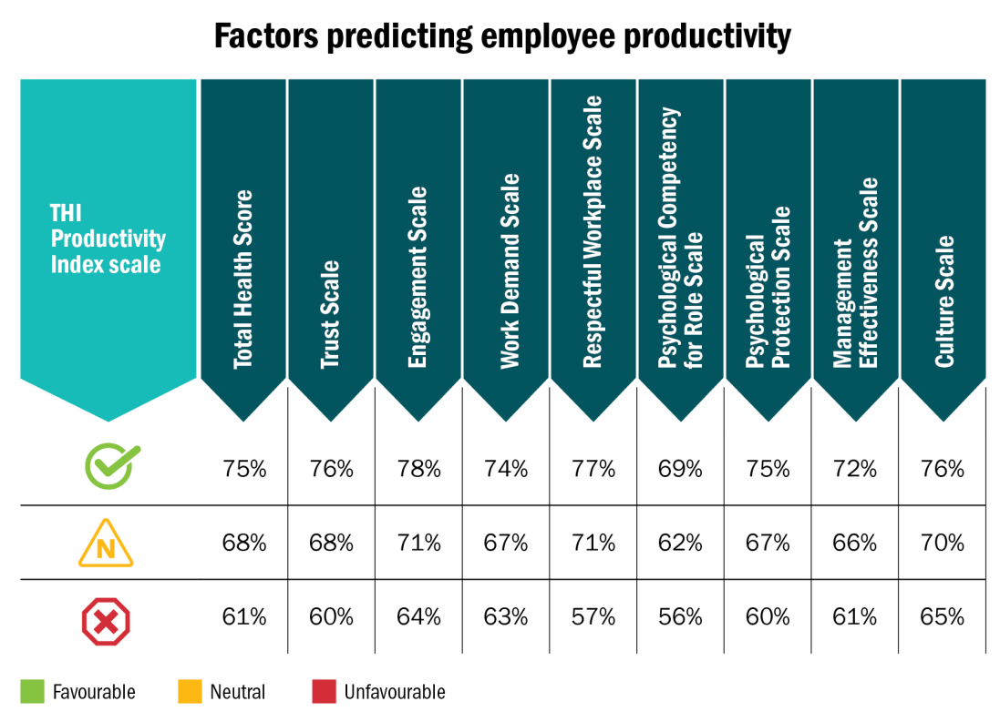 Factors predicting employee productivity
THI
Productivity
Index scale
Total Health Score
Trust Scale
Engagement Scale
Work Demand Scale
Respectful Workplace Scale
Psychological Competency
for Role Scale
Psychological
Protection Scale
Management
Effectiveness Scale
Culture Scale
75% 76% 78% 74% 77% 69% 75% 72% 76%
N 68% 68% 71% 67% 71% 62% 67% 66% 70%
61% 60% 64% 63% 57% 56% 60% 61% 65%
Favourable Neutral Unfavourable